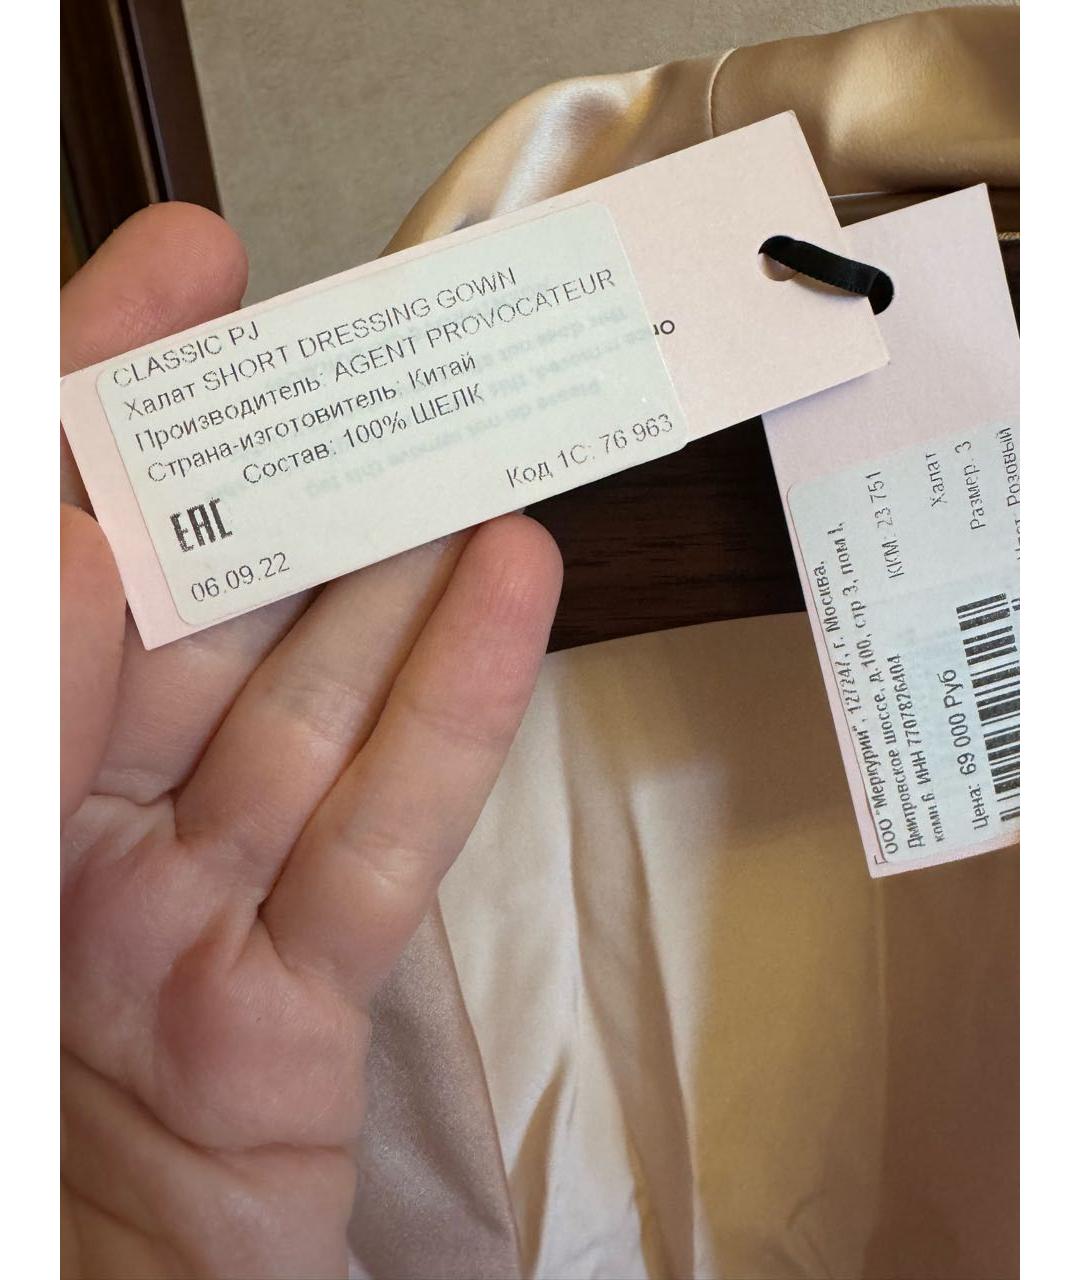 CLASSIC PJ
Халат SHORT DRESSING GOWN
Производитель: AGENT PROVOCATEUR
Страна-изготовитель: Китай
Состав: 100% ШЕЛК
Код 1С: 76 963
ЕАС
06.09.22
ООО "Меркурий", 127247, г. Москва,
Дмитровское шоссе, д.100, стр 3, пом I,
комн 6 ИНН 7707826404
ККМ: 23 751
Халат
Размер: 3
Розовый
Цена: 69 000 Руб